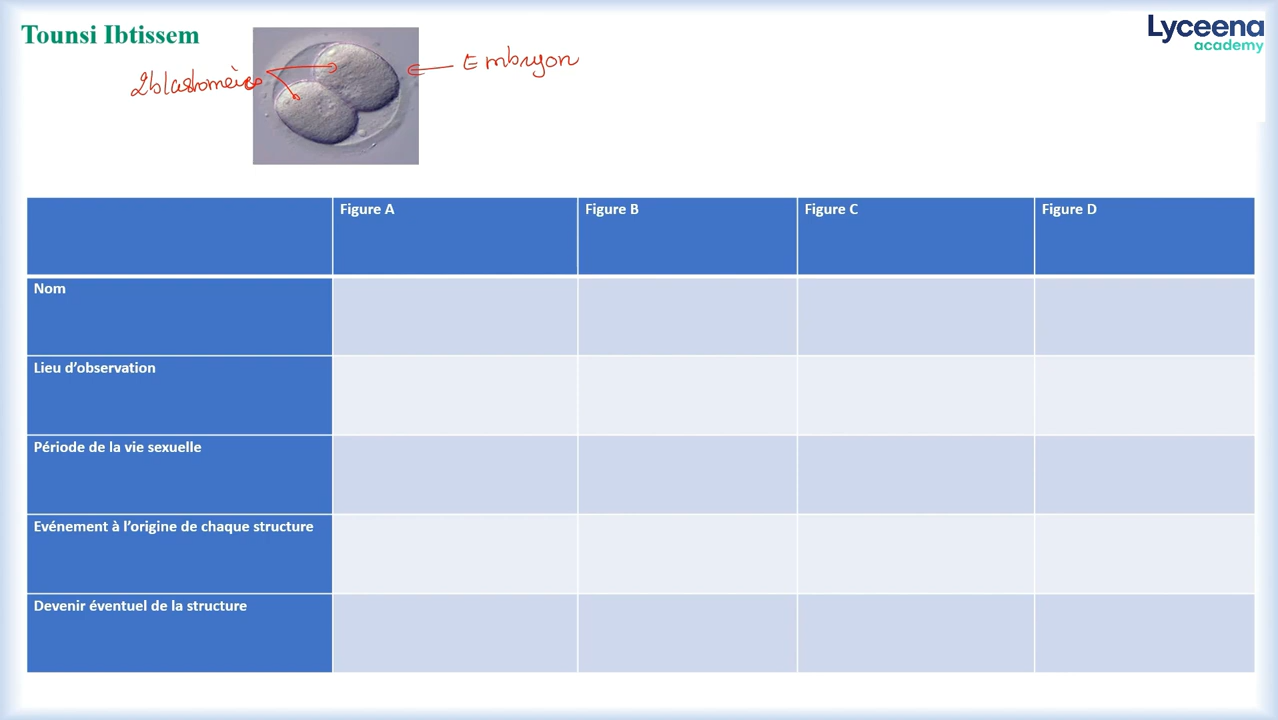 Tounsi Ibtissem
Lyceena
academy
Embryon
2blastomères
Figure A
Figure B
Figure C
Figure D
Nom
Lieu d'observation
Période de la vie sexuelle
Evénement à l'origine de chaque structure
Devenir éventuel de la structure